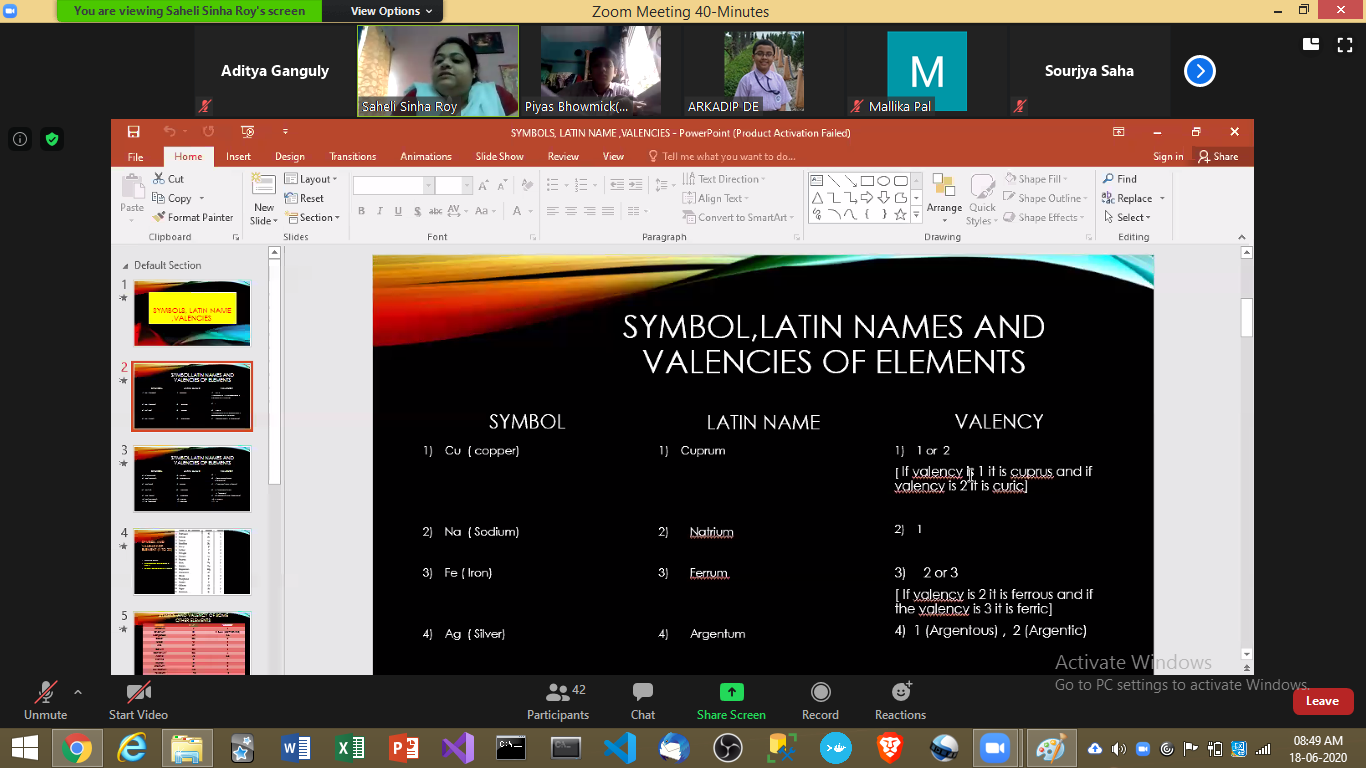 You are viewing Saheli Sinha Roy's screen
View Options
Zoom Meeting 40-Minutes
Aditya Ganguly
Saheli Sinha Roy
Piyas Bhowmick(...
ARKADIP DE
M
Mallika Pal
Sourjya Saha
SYMBOLS, LATIN NAME ,VALENCIES - PowerPoint (Product Activation Failed)
File Home Insert Design Transitions Animations Slide Show Review View Tell me what you want to do... Sign in Share
Paste
Cut
Copy
Format Painter
Clipboard
New Slide
Layout
Reset
Section
Slides
B I U S abc AV Aa A
Font
Text Direction
Align Text
Convert to SmartArt
Paragraph
Arrange
Quick Styles
Shape Fill
Shape Outline
Shape Effects
Drawing
Find
Replace
Select
Editing
Default Section
1
SYMBOLS, LATIN NAME
,VALENCIES
2
SYMBOL,LATIN NAMES AND
VALENCIES OF ELEMENTS
3
SYMBOL,LATIN NAMES AND
VALENCIES OF ELEMENTS
4
5
SYMBOL,LATIN NAMES AND
VALENCIES OF ELEMENTS
SYMBOL LATIN NAME VALENCY
1) Cu ( copper) 1) Cuprum 1) 1 or 2
[ If valency is 1 it is cuprus and if
valency is 2 it is curic]
2) Na ( Sodium) 2) Natrium 2) 1
3) Fe ( Iron) 3) Ferrum 3) 2 or 3
[ If valency is 2 it is ferrous and if
the valency is 3 it is ferric]
4) Ag ( Silver) 4) Argentum 4) 1 (Argentous) , 2 (Argentic)
Activate Windows
Go to PC settings to activate Windows.
Unmute
Start Video
42
Participants
Chat
Share Screen
Record
Reactions
Leave
08:49 AM
18-06-2020